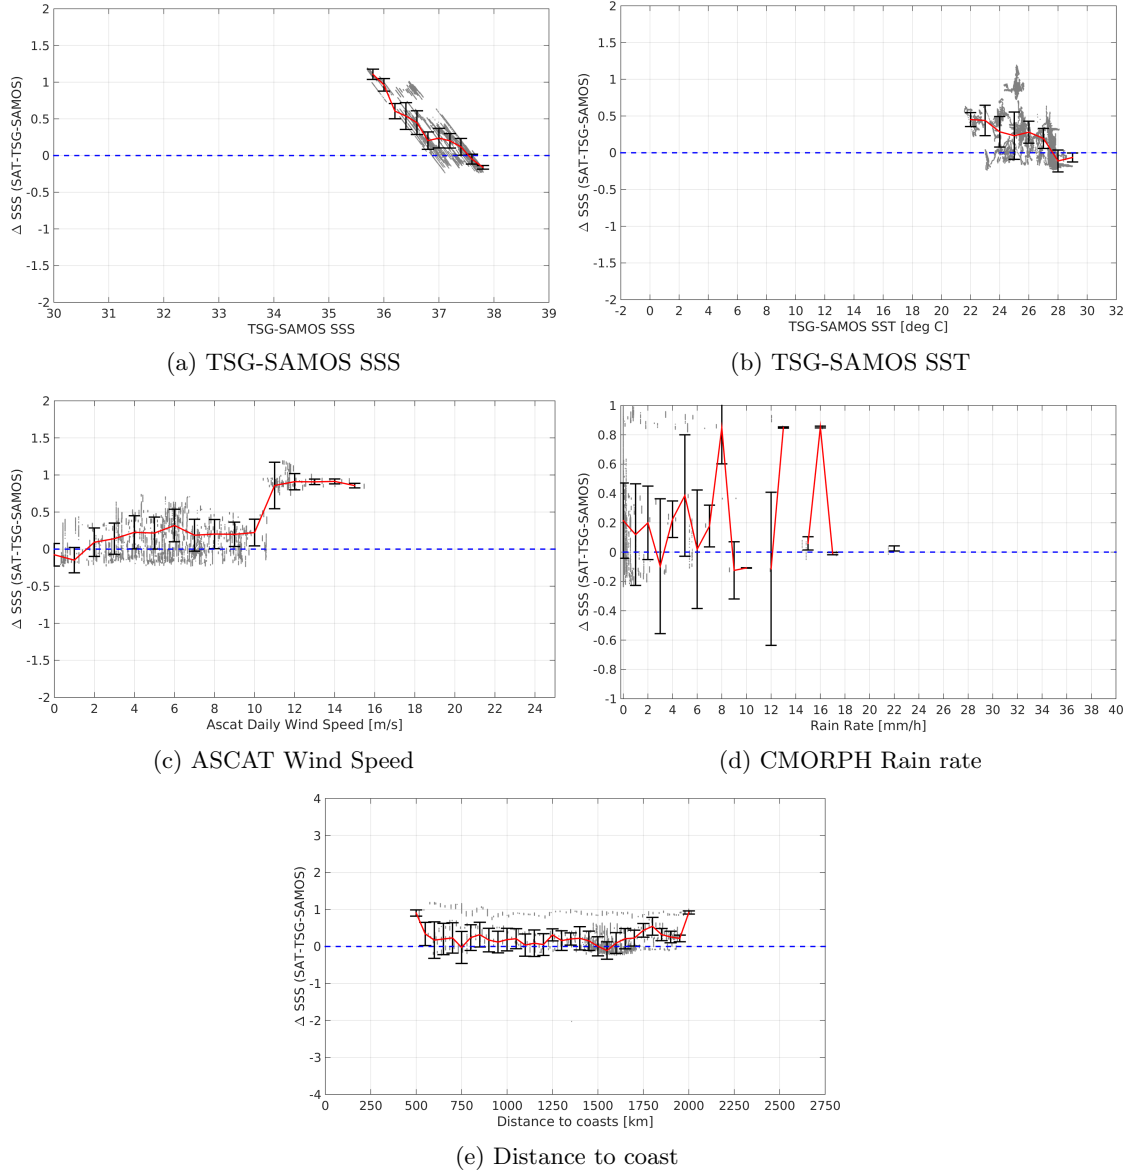 2
1.5
1
0.5
0
-0.5
-1
-1.5
-2
Δ SSS (SAT-TSG-SAMOS)
30 31 32 33 34 35 36 37 38 39
TSG-SAMOS SSS
(a) TSG-SAMOS SSS
2
1.5
1
0.5
0
-0.5
-1
-1.5
-2
Δ SSS (SAT-TSG-SAMOS)
-2 0 2 4 6 8 10 12 14 16 18 20 22 24 26 28 30 32
TSG-SAMOS SST [deg C]
(b) TSG-SAMOS SST
2
1.5
1
0.5
0
-0.5
-1
-1.5
-2
Δ SSS (SAT-TSG-SAMOS)
0 2 4 6 8 10 12 14 16 18 20 22 24
Ascat Daily Wind Speed [m/s]
(c) ASCAT Wind Speed
1
0.8
0.6
0.4
0.2
0
-0.2
-0.4
-0.6
-0.8
-1
Δ SSS (SAT-TSG-SAMOS)
0 2 4 6 8 10 12 14 16 18 20 22 24 26 28 30 32 34 36 38 40
Rain Rate [mm/h]
(d) CMORPH Rain rate
4
3
2
1
0
-1
-2
-3
-4
Δ SSS (SAT-TSG-SAMOS)
0 250 500 750 1000 1250 1500 1750 2000 2250 2500 2750
Distance to coasts [km]
(e) Distance to coast